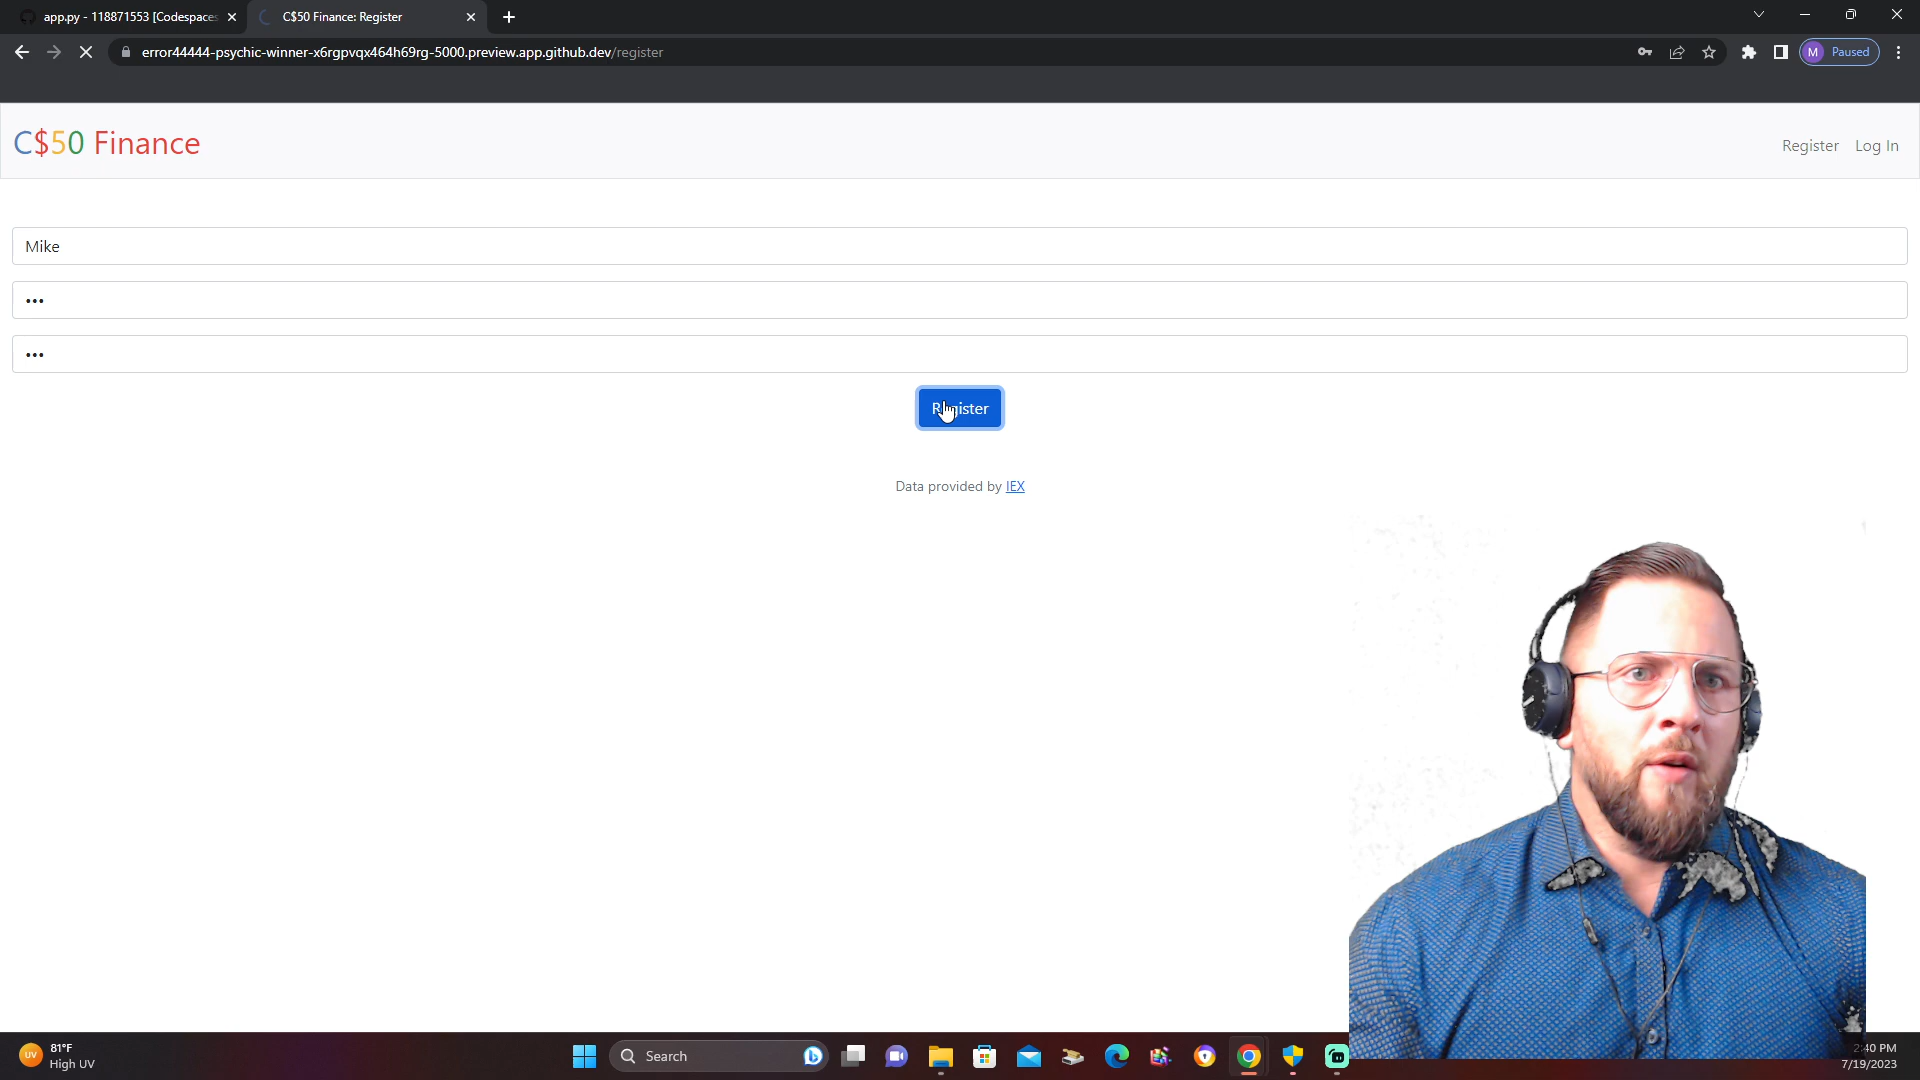 app.py - 118871553 [Codespaces
C$50 Finance: Register
error44444-psychic-winner-x6rgpvqx464h69rg-5000.preview.app.github.dev/register
M Paused
C$50 Finance
Register Log In
Mike
•••
•••
Register
Data provided by IEX
UV
81°F
High UV
Search
2:40 PM
7/19/2023